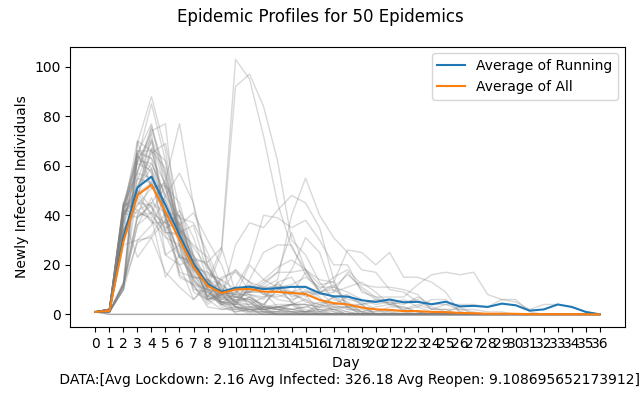 Epidemic Profiles for 50 Epidemics
Average of Running
Average of All
Newly Infected Individuals
100
80
60
40
20
0
0 1 2 3 4 5 6 7 8 9 10 11 12 13 14 15 16 17 18 19 20 21 22 23 24 25 26 27 28 29 30 31 32 33 34 35 36
Day
DATA:[Avg Lockdown: 2.16 Avg Infected: 326.18 Avg Reopen: 9.108695652173912]